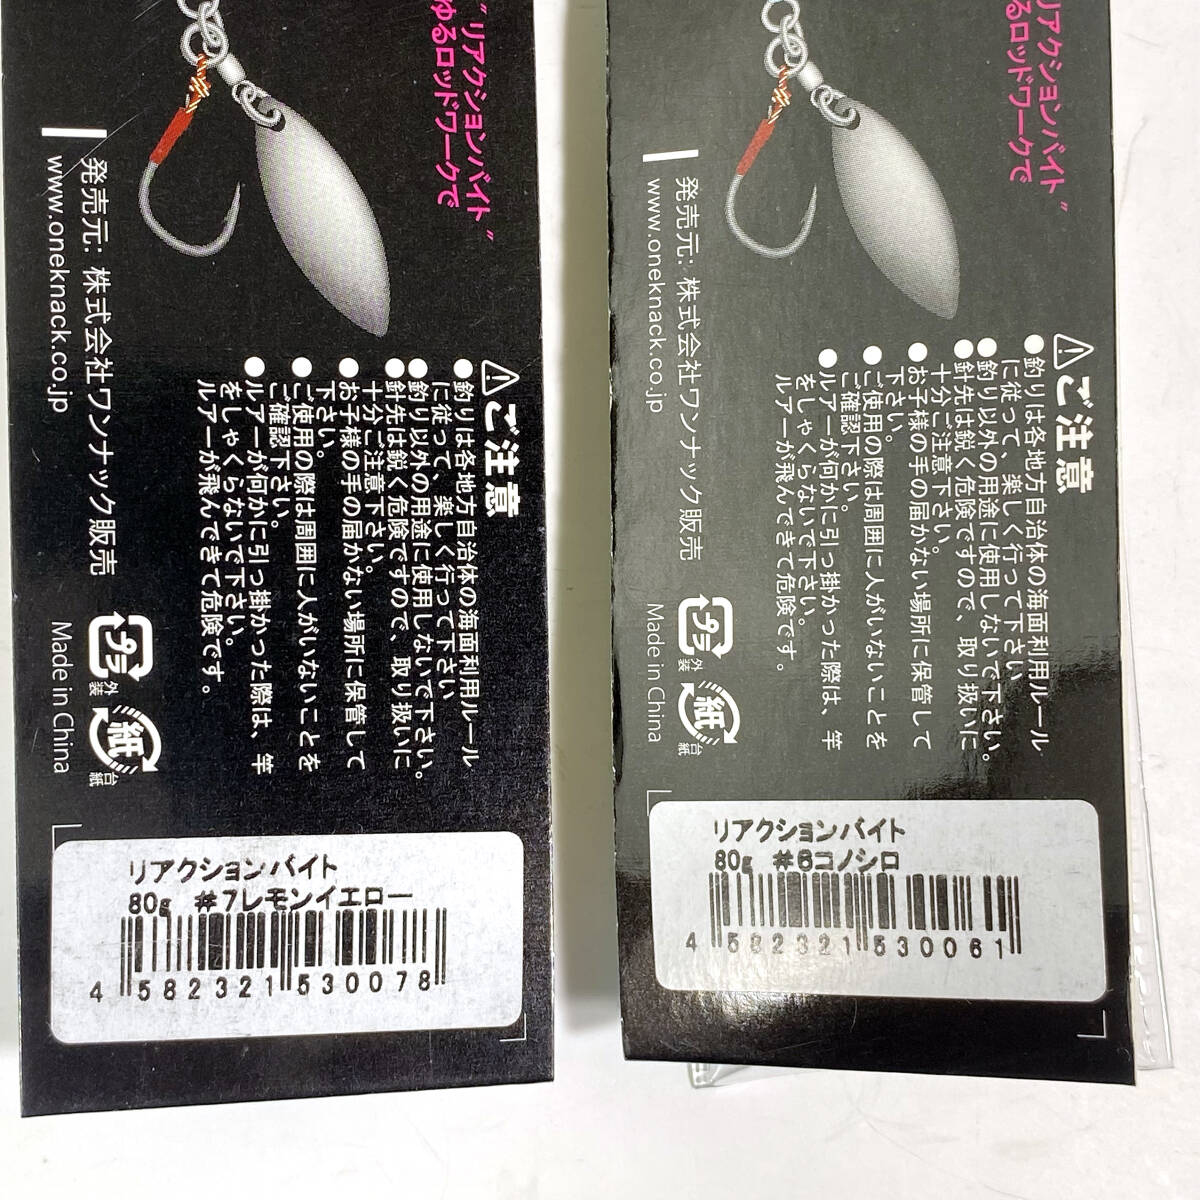 "リアクションバイト"
ゆるロッドワークで
⚠ご注意
●釣りは各地方自治体の海面利用ルール
に従って、楽しく行って下さい
●釣り以外の用途に使用しないで下さい。
●針先は鋭く危険ですので、取り扱いに
十分ご注意下さい。
●お子様の手の届かない場所に保管して
下さい。
●ご使用の際は周囲に人がいないことを
ご確認下さい。
●ルアーが何かに引っ掛かった際は、竿
をしゃくらないで下さい。
ルアーが飛んできて危険です。
発売元: 株式会社ワンナック販売
www.oneknack.co.jp
プラ
外装
紙
台紙
Made in China
リアクションバイト
80g #7レモンイエロー
4 582321 530078
リアクションバイト"
るロッドワークで
⚠ご注意
●釣りは各地方自治体の海面利用ルール
に従って、楽しく行って下さい
●釣り以外の用途に使用しないで下さい。
●針先は鋭く危険ですので、取り扱いに
十分ご注意下さい。
●お子様の手の届かない場所に保管して
下さい。
●ご使用の際は周囲に人がいないことを
ご確認下さい。
●ルアーが何かに引っ掛かった際は、竿
をしゃくらないで下さい。
ルアーが飛んできて危険です。
発売元: 株式会社ワンナック販売
www.oneknack.co.jp
プラ
外装
紙
台紙
Made in China
リアクションバイト
80g #6コノシロ
4 582321 530061